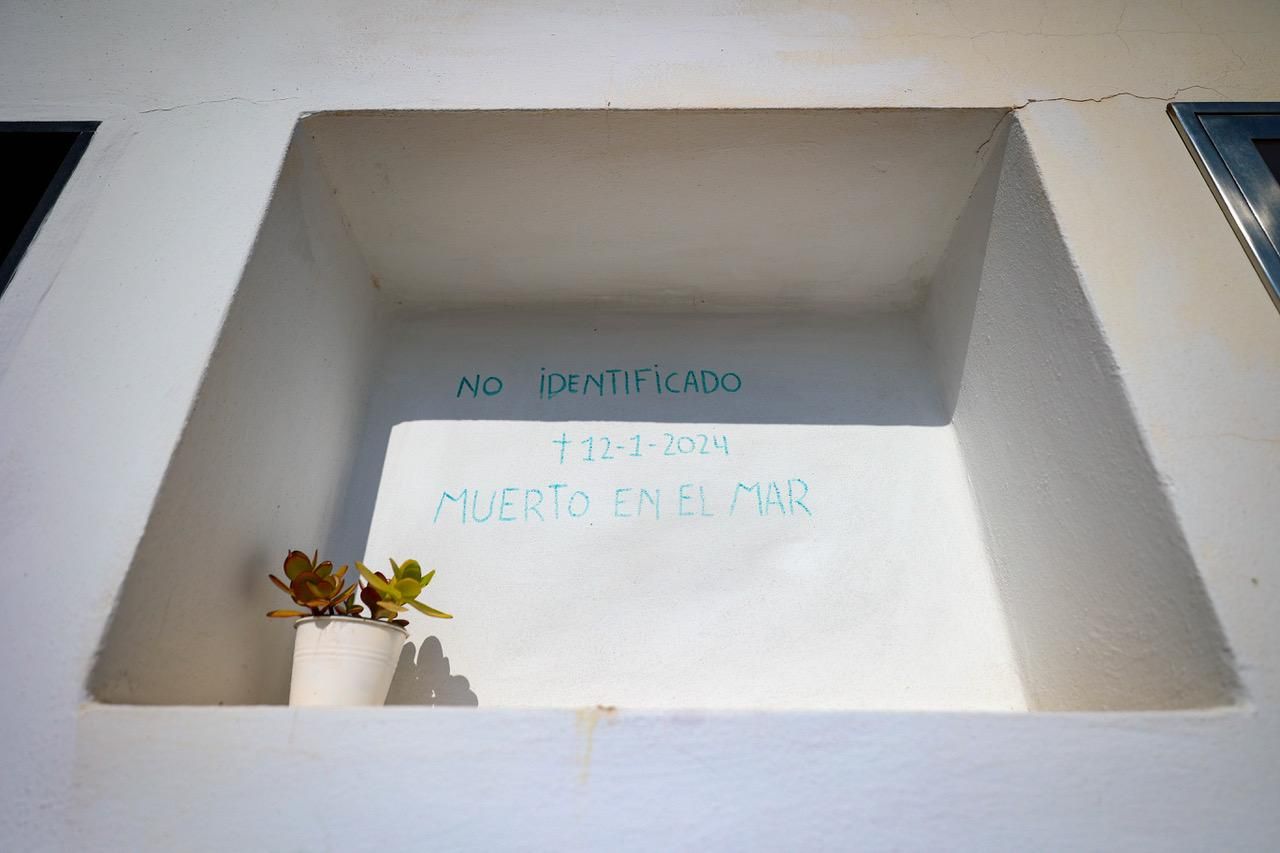 NO IDENTIFICADO
† 12-1-2024
MUERTO EN EL MAR